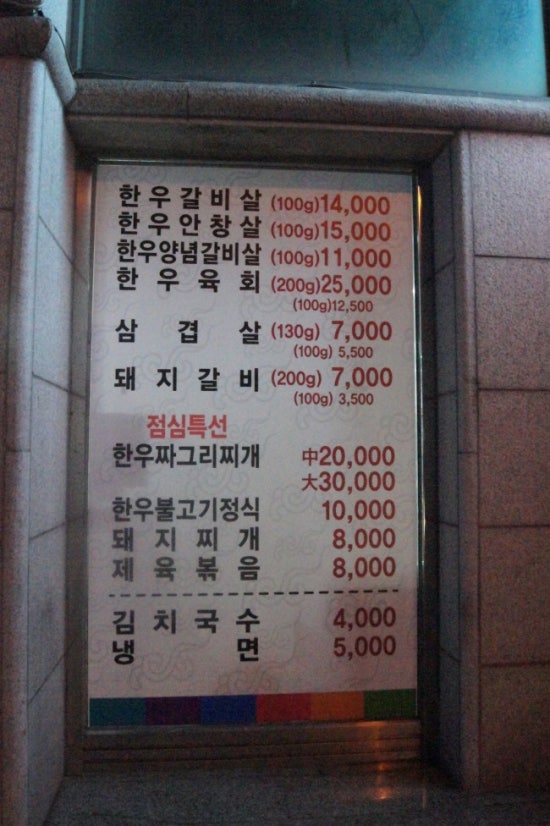 한우갈비살 (100g)14,000
한우안창살 (100g)15,000
한우양념갈비살 (100g)11,000
한우육회 (200g)25,000
(100g)12,500
삼겹살 (130g) 7,000
(100g) 5,500
돼지갈비 (200g) 7,000
(100g) 3,500
점심특선
한우짜그리찌개 中20,000
大30,000
한우불고기정식 10,000
돼지찌개 8,000
제육볶음 8,000
김치국수 4,000
냉면 5,000